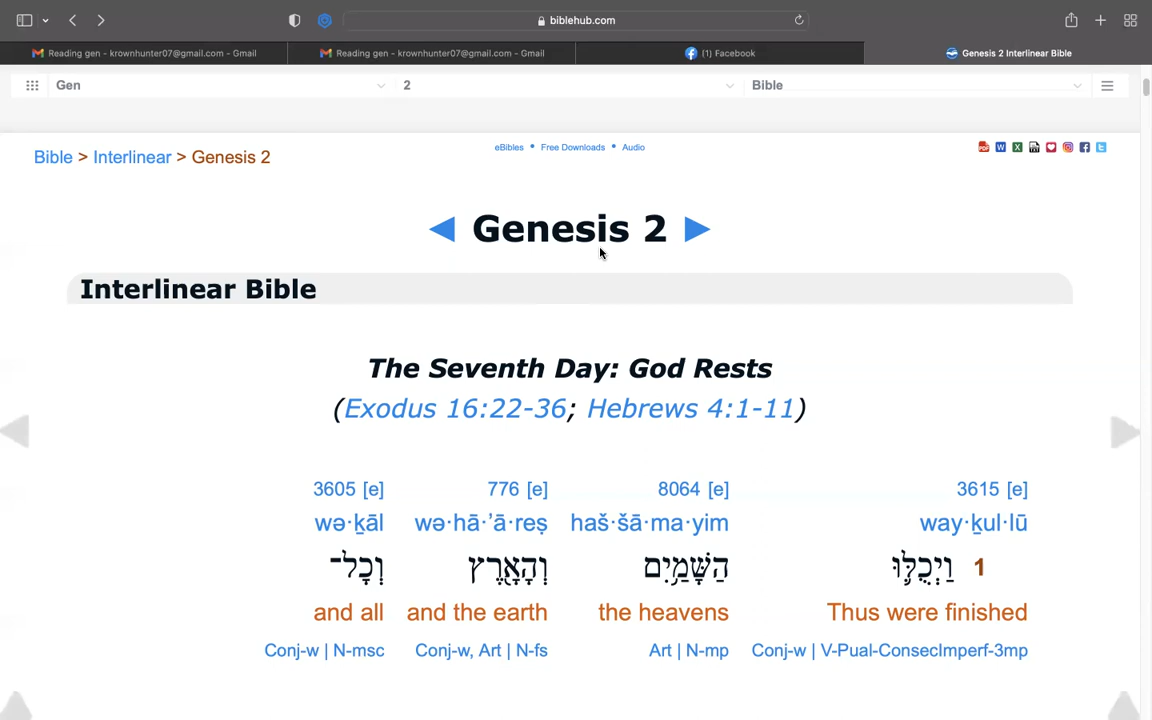 biblehub.com
Reading gen - krownhunter07@gmail.com - Gmail
Reading gen - krownhunter07@gmail.com - Gmail
(1) Facebook
Genesis 2 Interlinear Bible
Gen
2
Bible
Bible > Interlinear > Genesis 2
eBibles • Free Downloads • Audio
◄ Genesis 2 ►
Interlinear Bible
The Seventh Day: God Rests
(Exodus 16:22-36; Hebrews 4:1-11)
3605 [e] 776 [e] 8064 [e] 3615 [e]
wə·ḵāl wə·hā·’ā·reṣ haš·šā·ma·yim way·ḵul·lū
1 וַיְכֻלּ֛וּ הַשָּׁמַ֥יִם וְהָאָ֖רֶץ וְכָל־
and all and the earth the heavens Thus were finished
Conj-w | N-msc Conj-w, Art | N-fs Art | N-mp Conj-w | V-Pual-ConsecImperf-3mp